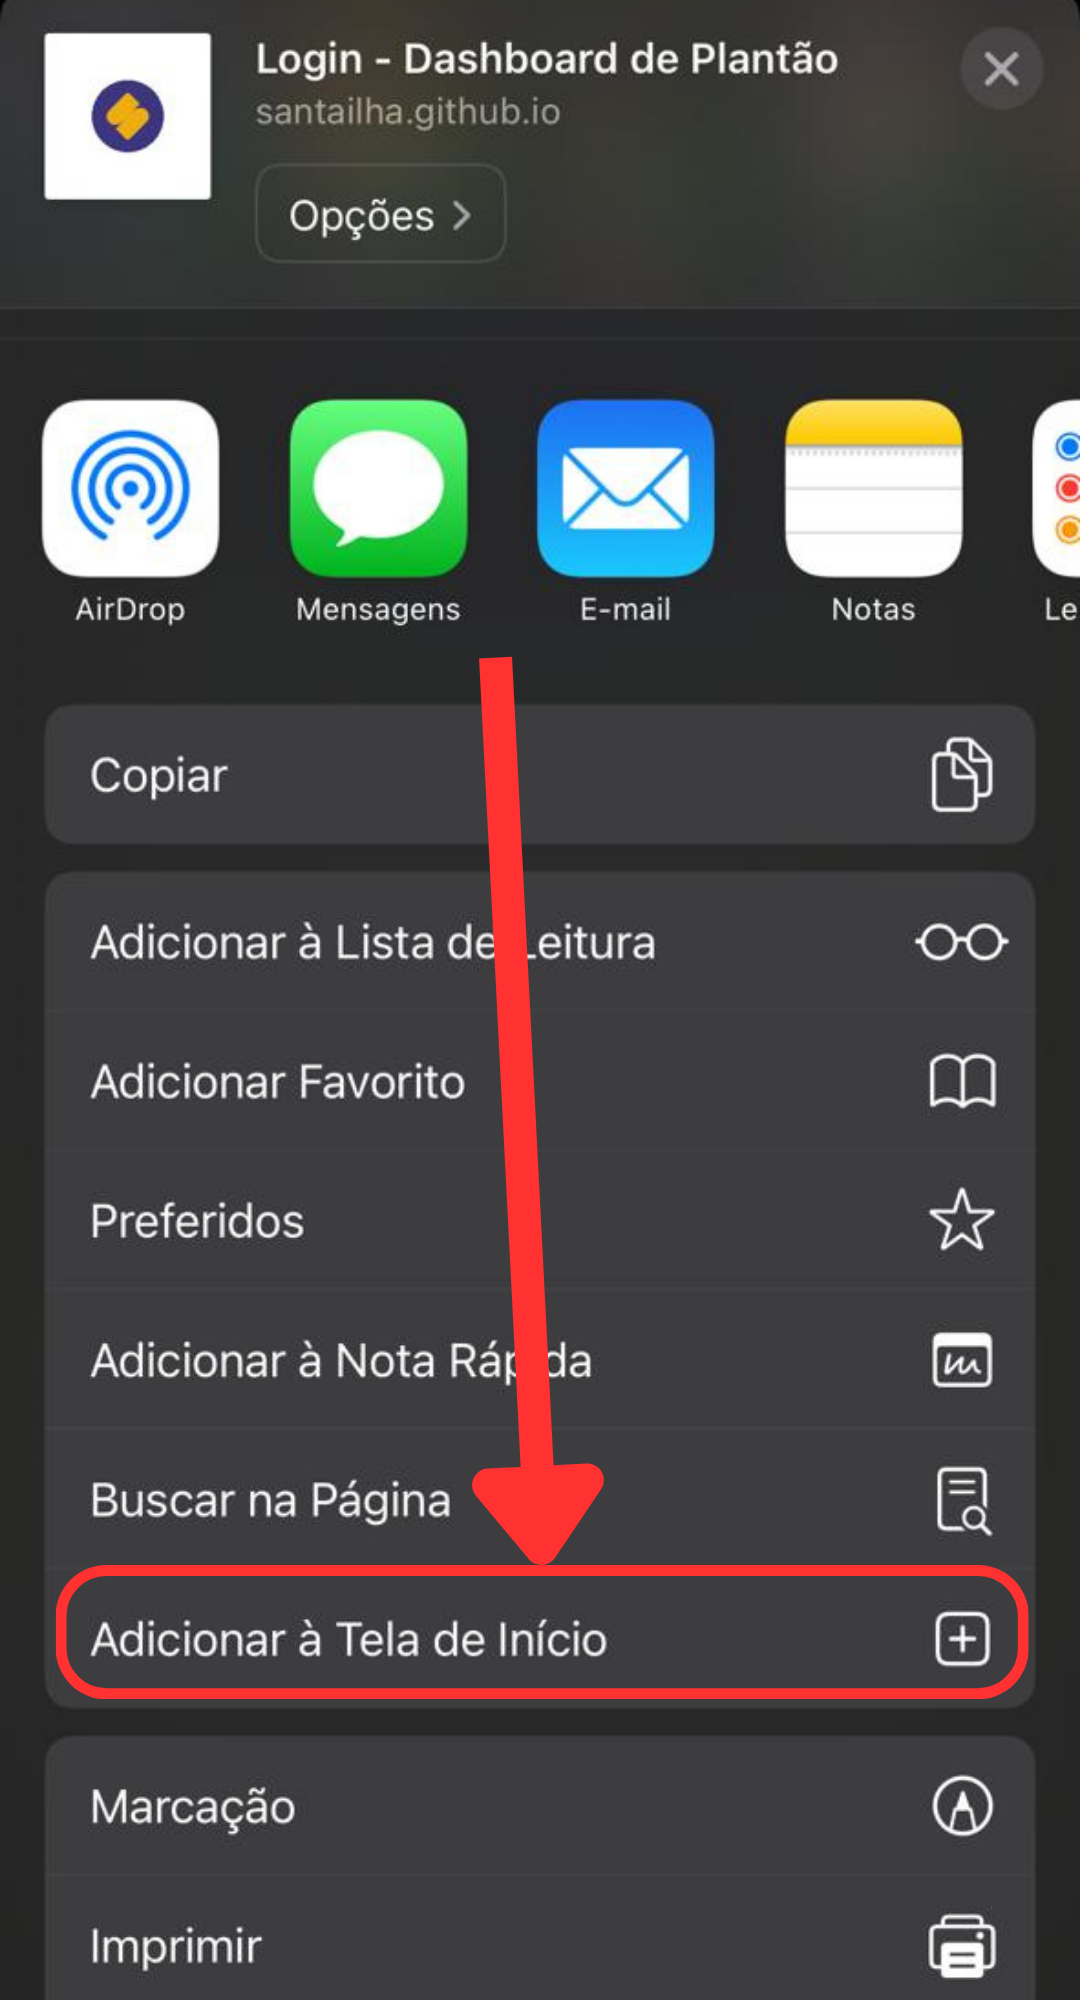 Login - Dashboard de Plantão
santailha.github.io
Opções
AirDrop
Mensagens
E-mail
Notas
Le
Copiar
Adicionar à Lista de Leitura
Adicionar Favorito
Preferidos
Adicionar à Nota Rápida
Buscar na Página
Adicionar à Tela de Início
Marcação
Imprimir